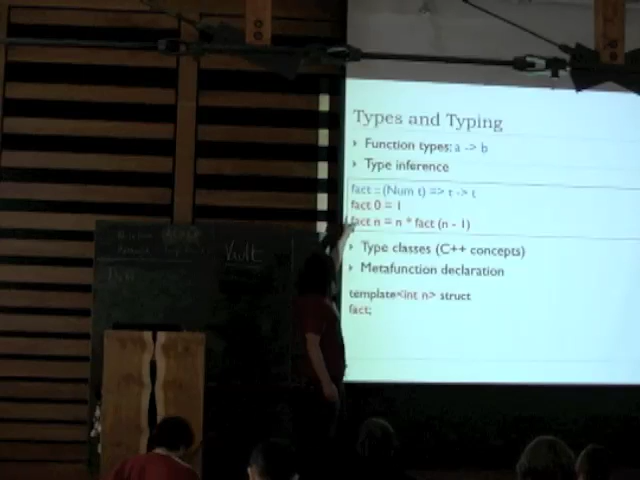 Types and Typing
Function types: a -> b
Type inference
fact :: (Num t) => t -> t
fact 0 = 1
fact n = n * fact (n - 1)
Type classes (C++ concepts)
Metafunction declaration
template<int n> struct
fact;
Vault